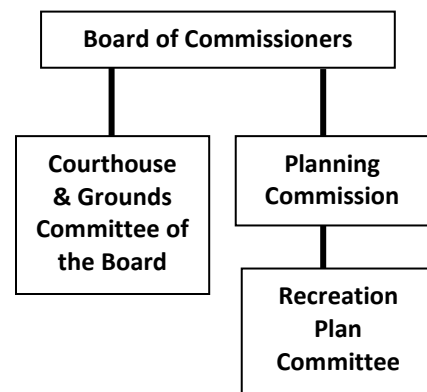 Board of Commissioners
Courthouse
& Grounds
Committee of
the Board
Planning
Commission
Recreation
Plan
Committee